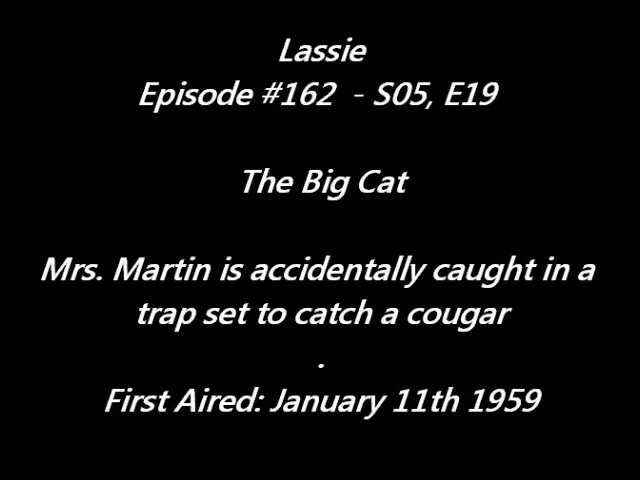 Lassie
Episode #162 - S05, E19
The Big Cat
Mrs. Martin is accidentally caught in a
trap set to catch a cougar
.
First Aired: January 11th 1959